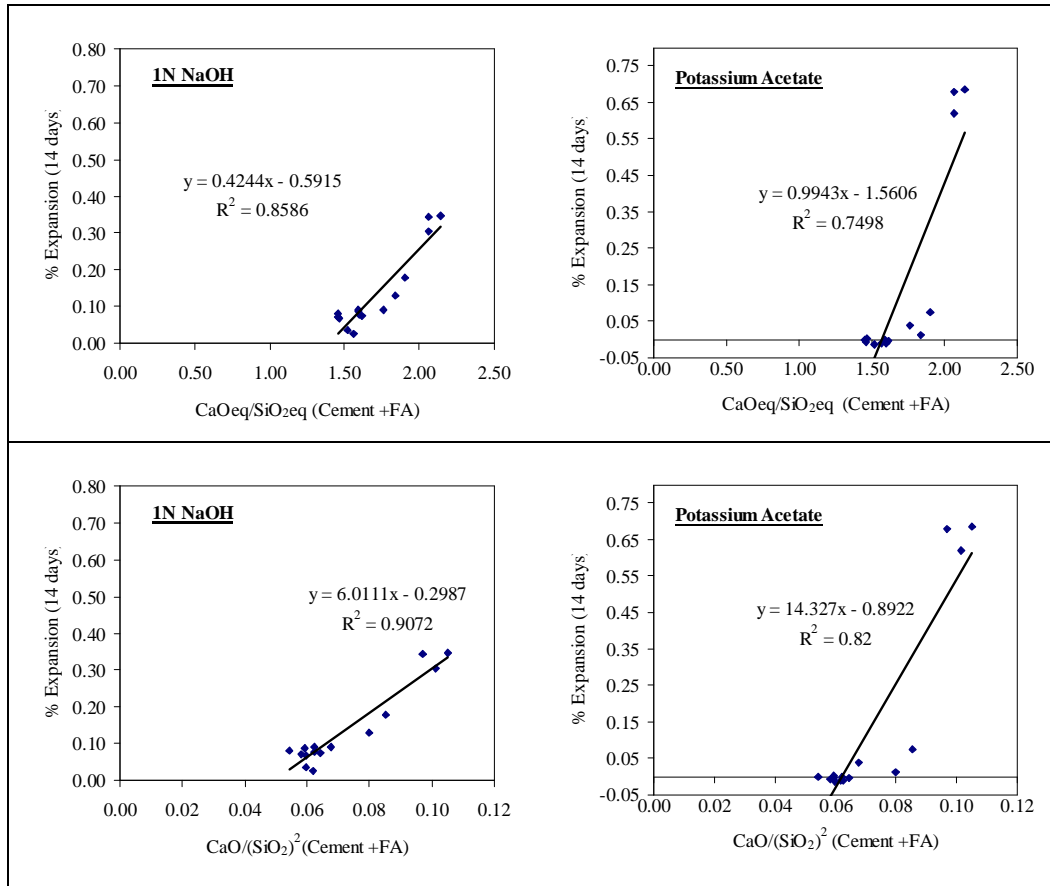 1N NaOH
% Expansion (14 days)
0.80
0.70
0.60
0.50
0.40
0.30
0.20
0.10
0.00
y = 0.4244x - 0.5915
R² = 0.8586
0.00 0.50 1.00 1.50 2.00 2.50
CaOeq/SiO₂eq (Cement +FA)
Potassium Acetate
% Expansion (14 days)
0.75
0.65
0.55
0.45
0.35
0.25
0.15
0.05
-0.05
y = 0.9943x - 1.5606
R² = 0.7498
0.00 0.50 1.00 1.50 2.00 2.50
CaOeq/SiO₂eq (Cement +FA)
1N NaOH
% Expansion (14 days)
0.80
0.70
0.60
0.50
0.40
0.30
0.20
0.10
0.00
y = 6.0111x - 0.2987
R² = 0.9072
0.00 0.02 0.04 0.06 0.08 0.10 0.12
CaO/(SiO₂)² (Cement +FA)
Potassium Acetate
% Expansion (14 days)
0.75
0.65
0.55
0.45
0.35
0.25
0.15
0.05
-0.05
y = 14.327x - 0.8922
R² = 0.82
0.00 0.02 0.04 0.06 0.08 0.10 0.12
CaO/(SiO₂)² (Cement +FA)